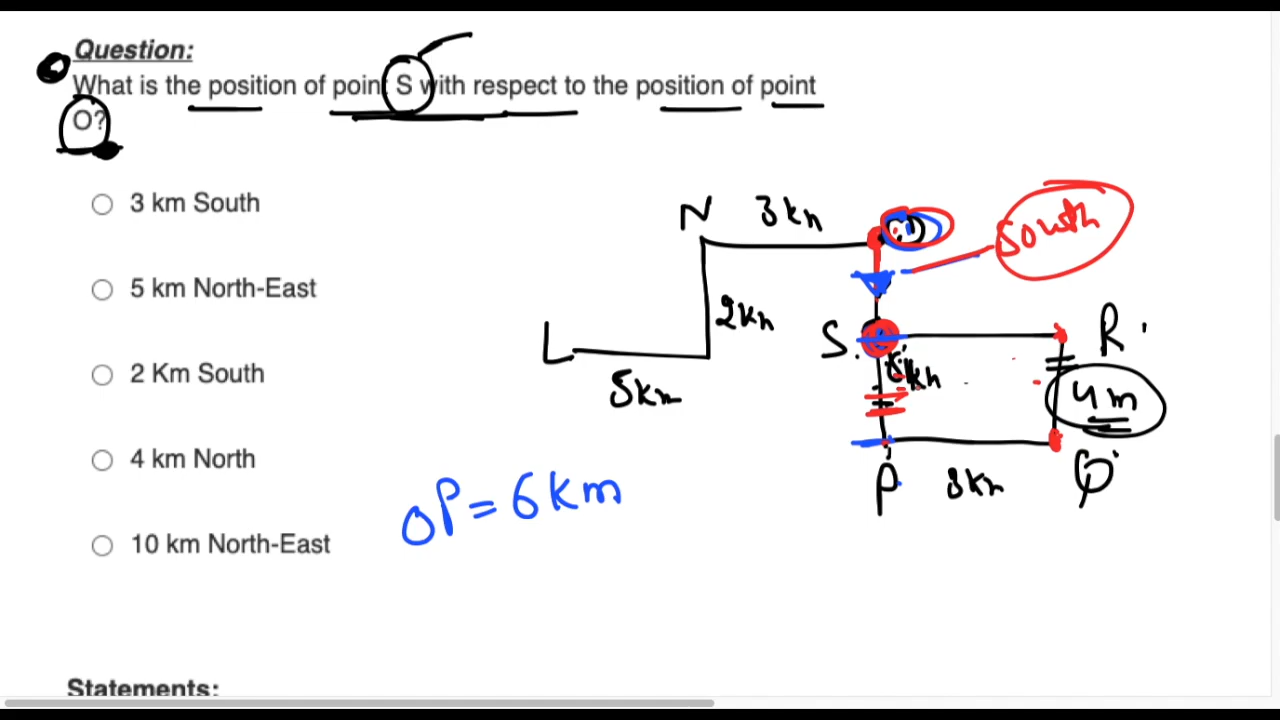 Question:
What is the position of point S with respect to the position of point
O?
3 km South
5 km North-East
2 Km South
4 km North
10 km North-East
N 3km
South
2km
L
5km
S.
R
6km
4m
P
8km
Q
OP = 6 km
Statements: